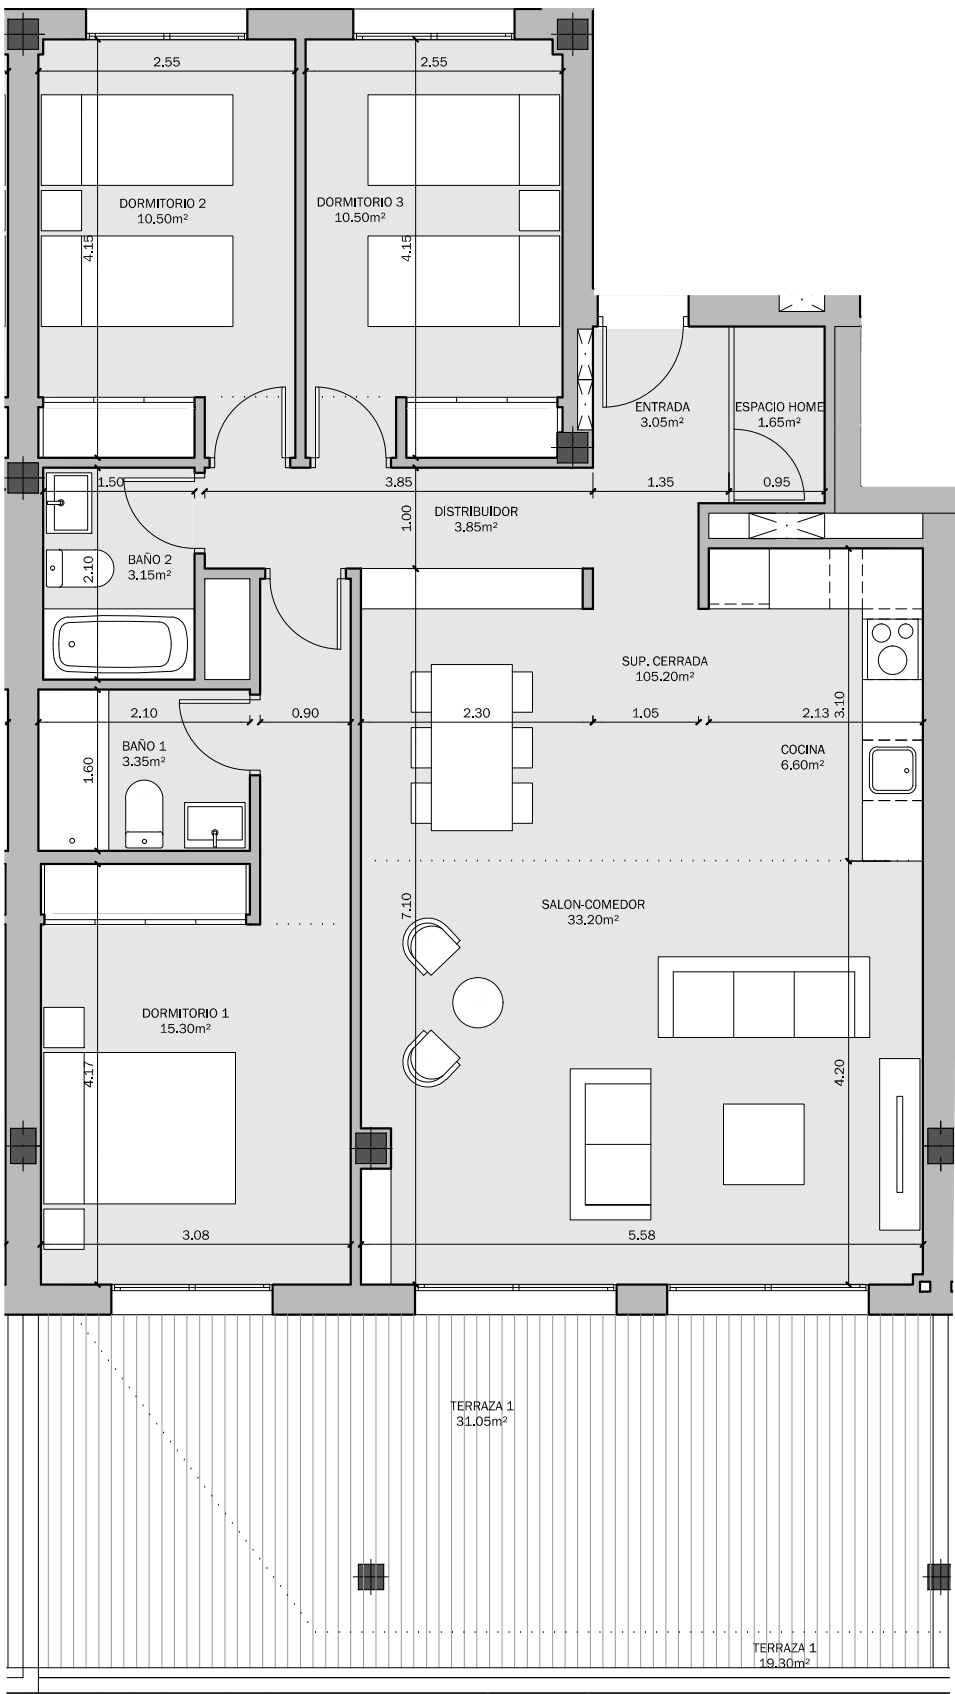 2.55
2.55
DORMITORIO 2
10.50m²
DORMITORIO 3
10.50m²
4.15
4.15
ENTRADA
3.05m²
ESPACIO HOME
1.65m²
1.50
3.85
1.35
0.95
DISTRIBUIDOR
3.85m²
1.00
BAÑO 2
3.15m²
2.10
SUP. CERRADA
105.20m²
2.10
0.90
2.30
1.05
2.13
3.10
BAÑO 1
3.35m²
1.60
COCINA
6.60m²
SALON-COMEDOR
33.20m²
7.10
DORMITORIO 1
15.30m²
4.17
4.20
3.08
5.58
TERRAZA 1
31.05m²
TERRAZA 1
19.30m²